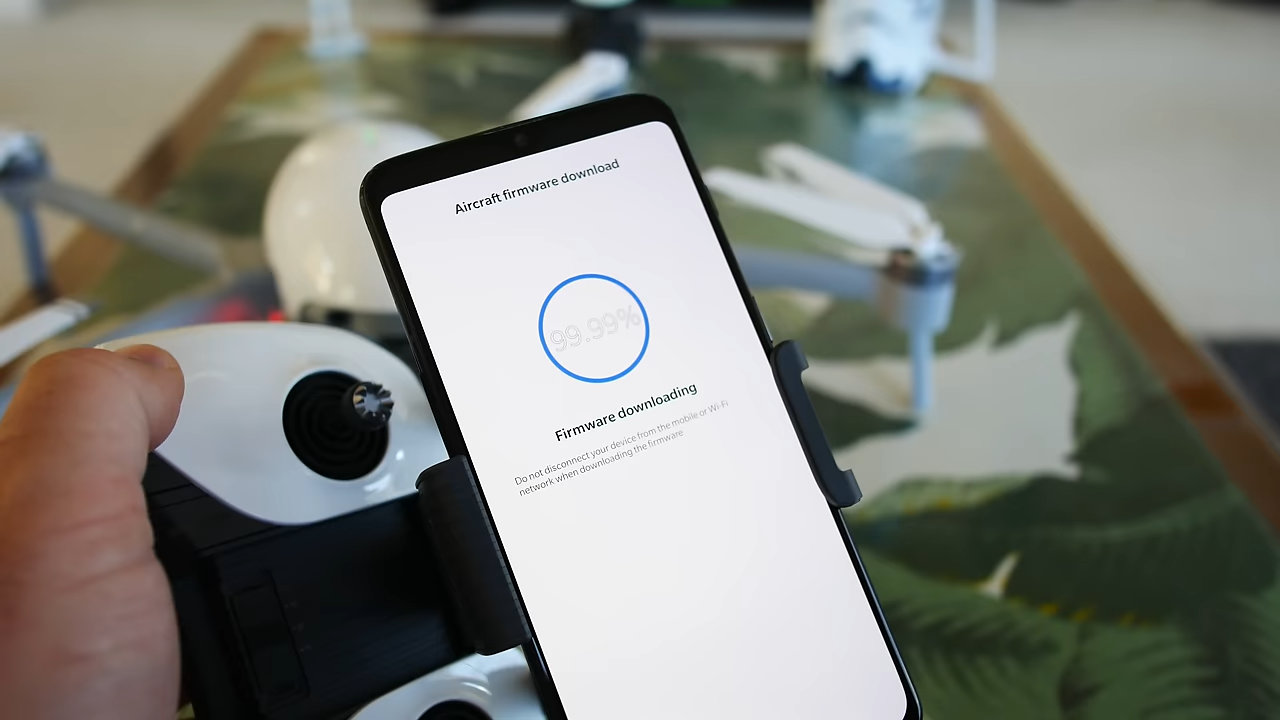 Aircraft firmware download
99.99%
Firmware downloading
Do not disconnect your device from the mobile or Wi-Fi
network when downloading the firmware